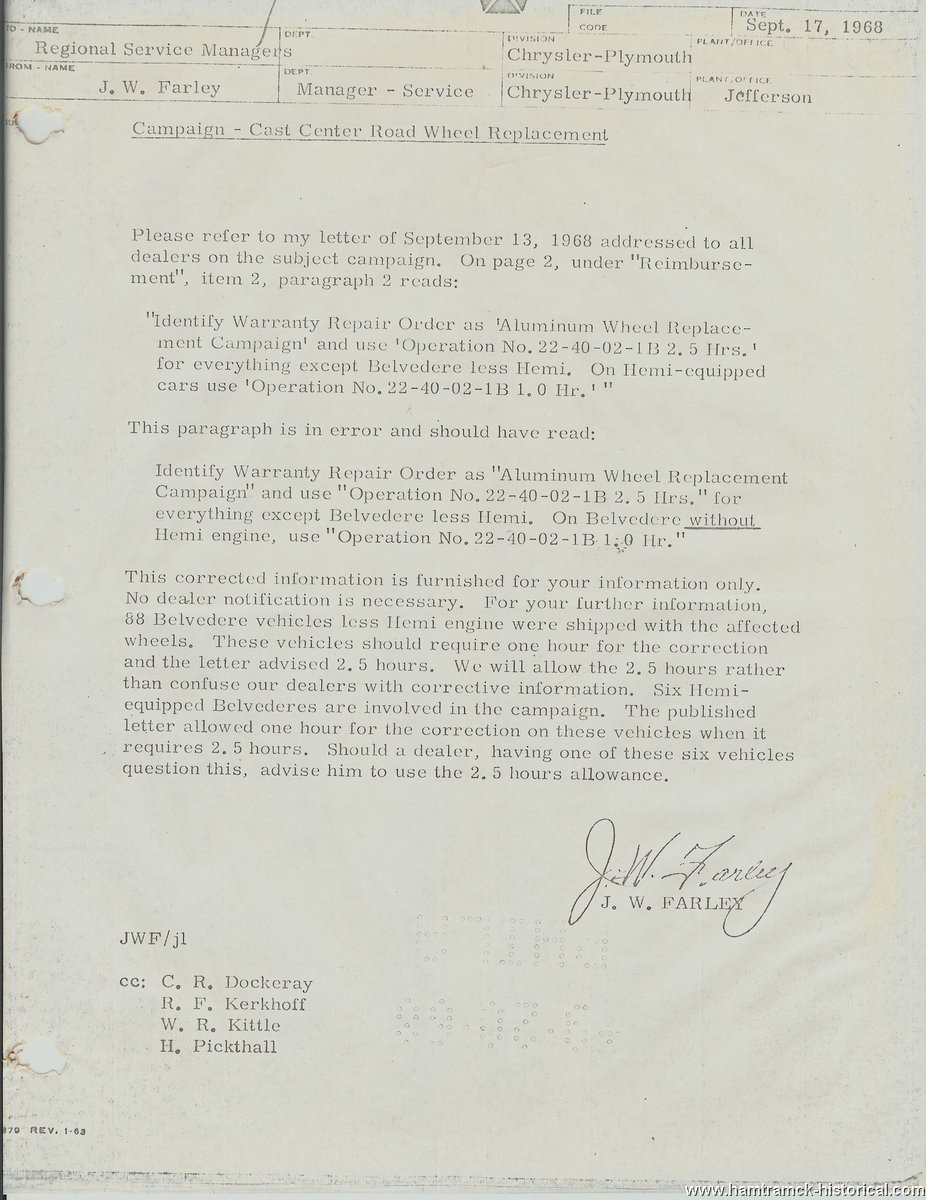 TO - NAME DEPT. FILE CODE DATE
Regional Service Managers DIVISION Chrysler-Plymouth PLANT/OFFICE Sept. 17, 1968
FROM - NAME DEPT DIVISION PLANT/OFFICE
J. W. Farley Manager - Service Chrysler-Plymouth Jefferson
Campaign - Cast Center Road Wheel Replacement
Please refer to my letter of September 13, 1968 addressed to all
dealers on the subject campaign. On page 2, under "Reimburse-
ment", item 2, paragraph 2 reads:
"Identify Warranty Repair Order as 'Aluminum Wheel Replace-
ment Campaign' and use 'Operation No. 22-40-02-1B 2.5 Hrs.'
for everything except Belvedere less Hemi. On Hemi-equipped
cars use 'Operation No. 22-40-02-1B 1.0 Hr.' "
This paragraph is in error and should have read:
Identify Warranty Repair Order as "Aluminum Wheel Replacement
Campaign" and use "Operation No. 22-40-02-1B 2.5 Hrs." for
everything except Belvedere less Hemi. On Belvedere without
Hemi engine, use "Operation No. 22-40-02-1B 1.0 Hr."
This corrected information is furnished for your information only.
No dealer notification is necessary. For your further information,
88 Belvedere vehicles less Hemi engine were shipped with the affected
wheels. These vehicles should require one hour for the correction
and the letter advised 2.5 hours. We will allow the 2.5 hours rather
than confuse our dealers with corrective information. Six Hemi-
equipped Belvederes are involved in the campaign. The published
letter allowed one hour for the correction on these vehicles when it
requires 2.5 hours. Should a dealer, having one of these six vehicles
question this, advise him to use the 2.5 hours allowance.
J. W. Farley
J. W. FARLEY
JWF/jl
cc: C. R. Dockeray
R. F. Kerkhoff
W. R. Kittle
H. Pickthall
879 REV. 1-63
www.hamtramck-historical.com